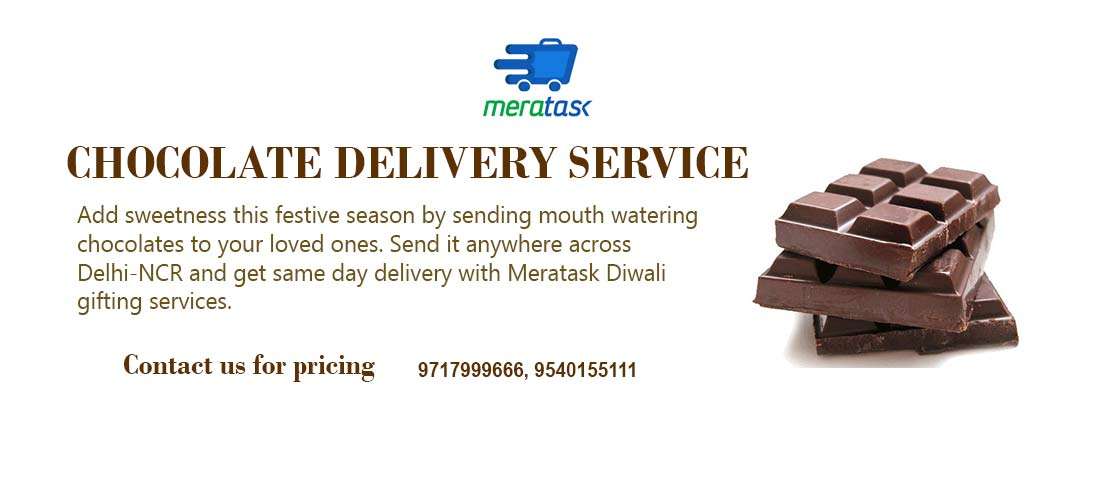 meratask
CHOCOLATE DELIVERY SERVICE
Add sweetness this festive season by sending mouth watering
chocolates to your loved ones. Send it anywhere across
Delhi-NCR and get same day delivery with Meratask Diwali
gifting services.
Contact us for pricing 9717999666, 9540155111